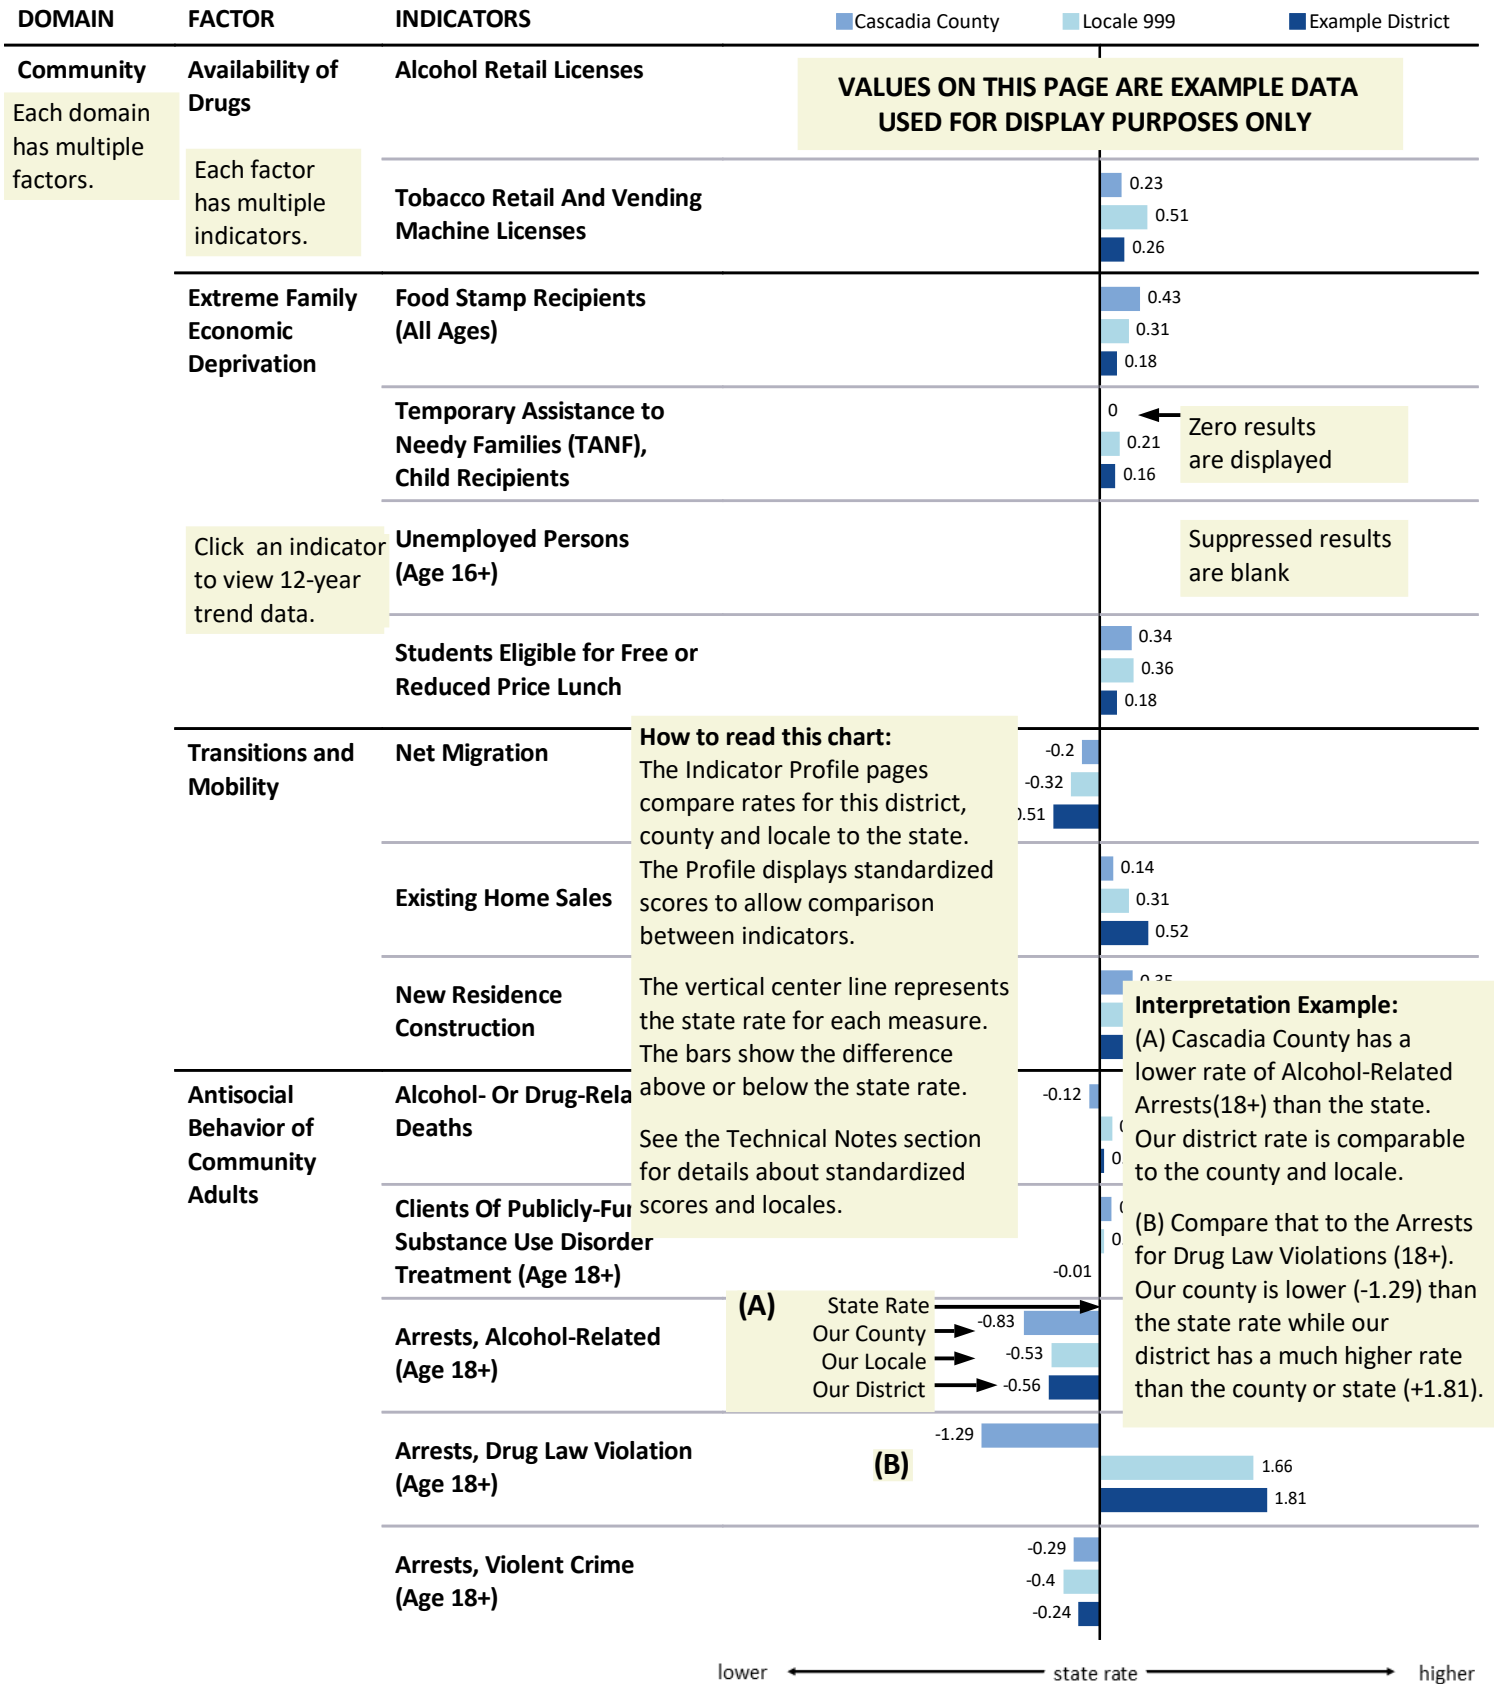 DOMAIN FACTOR INDICATORS Cascadia County Locale 999 Example District
Community
Each domain
has multiple
factors.
Availability of
Drugs
Each factor
has multiple
indicators.
Alcohol Retail Licenses
VALUES ON THIS PAGE ARE EXAMPLE DATA
USED FOR DISPLAY PURPOSES ONLY
Tobacco Retail And Vending
Machine Licenses
0.23
0.51
0.26
Extreme Family
Economic
Deprivation
Food Stamp Recipients
(All Ages)
0.43
0.31
0.18
Temporary Assistance to
Needy Families (TANF),
Child Recipients
0
0.21
0.16
Zero results
are displayed
Click an indicator
to view 12-year
trend data.
Unemployed Persons
(Age 16+)
Suppressed results
are blank
Students Eligible for Free or
Reduced Price Lunch
0.34
0.36
0.18
Transitions and
Mobility
Net Migration
-0.2
-0.32
.51
How to read this chart:
The Indicator Profile pages
compare rates for this district,
county and locale to the state.
The Profile displays standardized
scores to allow comparison
between indicators.
The vertical center line represents
the state rate for each measure.
The bars show the difference
above or below the state rate.
See the Technical Notes section
for details about standardized
scores and locales.
Existing Home Sales
0.14
0.31
0.52
New Residence
Construction
Interpretation Example:
(A) Cascadia County has a
lower rate of Alcohol-Related
Arrests(18+) than the state.
Our district rate is comparable
to the county and locale.
(B) Compare that to the Arrests
for Drug Law Violations (18+).
Our county is lower (-1.29) than
the state rate while our
district has a much higher rate
than the county or state (+1.81).
Antisocial
Behavior of
Community
Adults
Alcohol- Or Drug-Rela
Deaths
-0.12
0.
Clients Of Publicly-Fu
Substance Use Disorder
Treatment (Age 18+)
0.
-0.01
Arrests, Alcohol-Related
(Age 18+)
(A)
State Rate
Our County -0.83
Our Locale -0.53
Our District -0.56
Arrests, Drug Law Violation
(Age 18+)
(B)
-1.29
1.66
1.81
Arrests, Violent Crime
(Age 18+)
-0.29
-0.4
-0.24
lower state rate higher